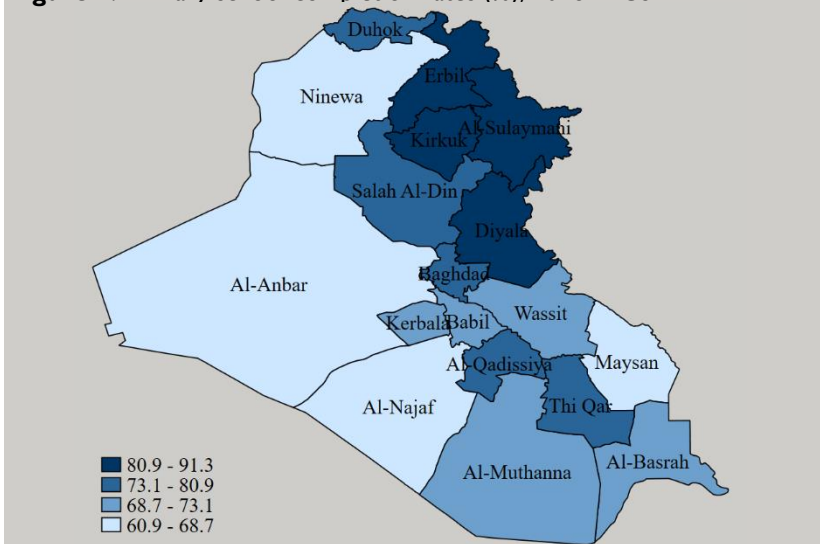 Duhok
Erbil
Ninewa
Al-Sulaymani
Kirkuk
Salah Al-Din
Diyala
Baghdad
Al-Anbar
Wassit
Kerbala
Babil
Al-Qadissiya
Maysan
Al-Najaf
Thi Qar
Al-Muthanna
Al-Basrah
80.9 - 91.3
73.1 - 80.9
68.7 - 73.1
60.9 - 68.7